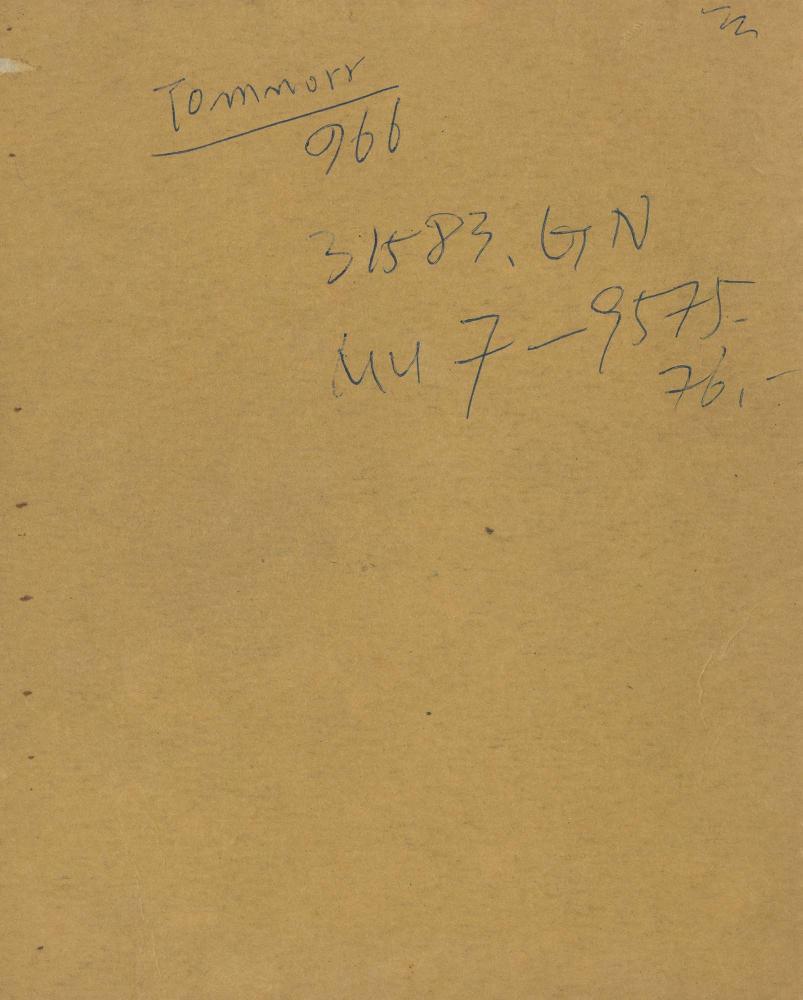 Tommorr
966
31583. GN
MU 7-9575
76,-